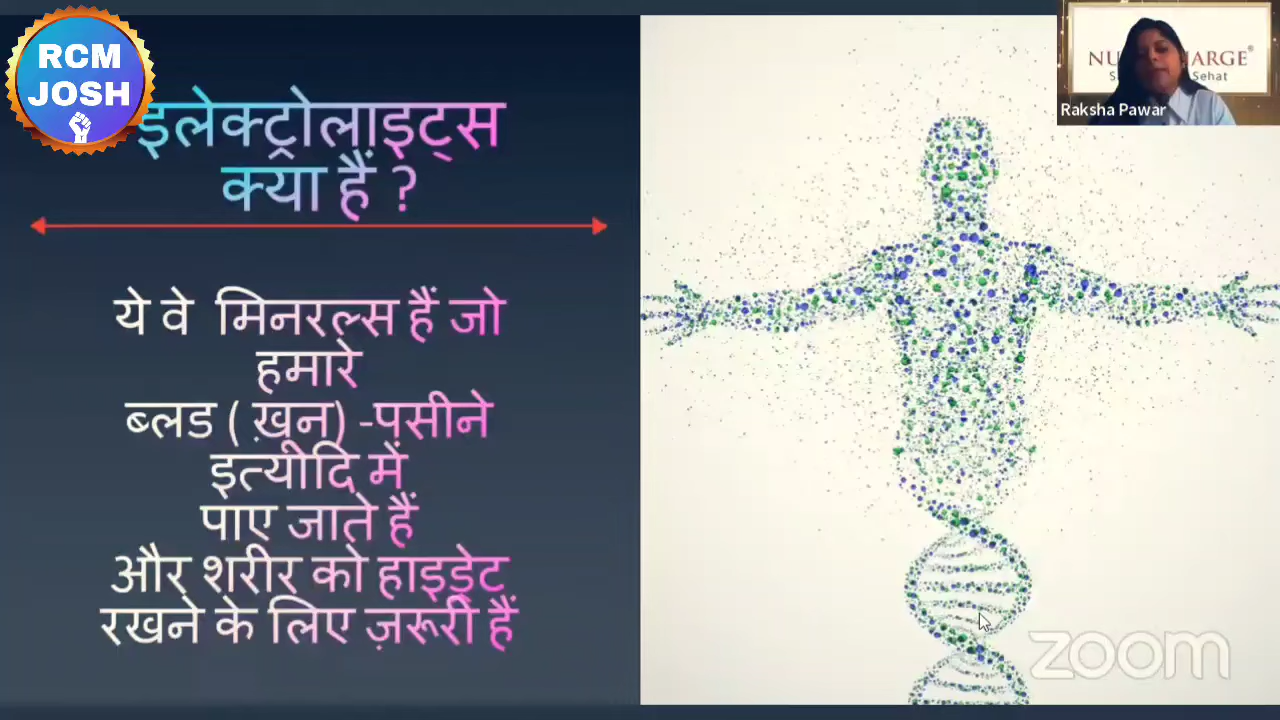 RCM
JOSH
इलेक्ट्रोलाइट्स
क्या हैं ?
ये वे मिनरल्स हैं जो
हमारे
ब्लड ( ख़ून) -पसीने
इत्यादि में
पाए जाते हैं
और शरीर को हाइड्रेट
रखने के लिए ज़रूरी हैं
Sehat
Raksha Pawar
zoom